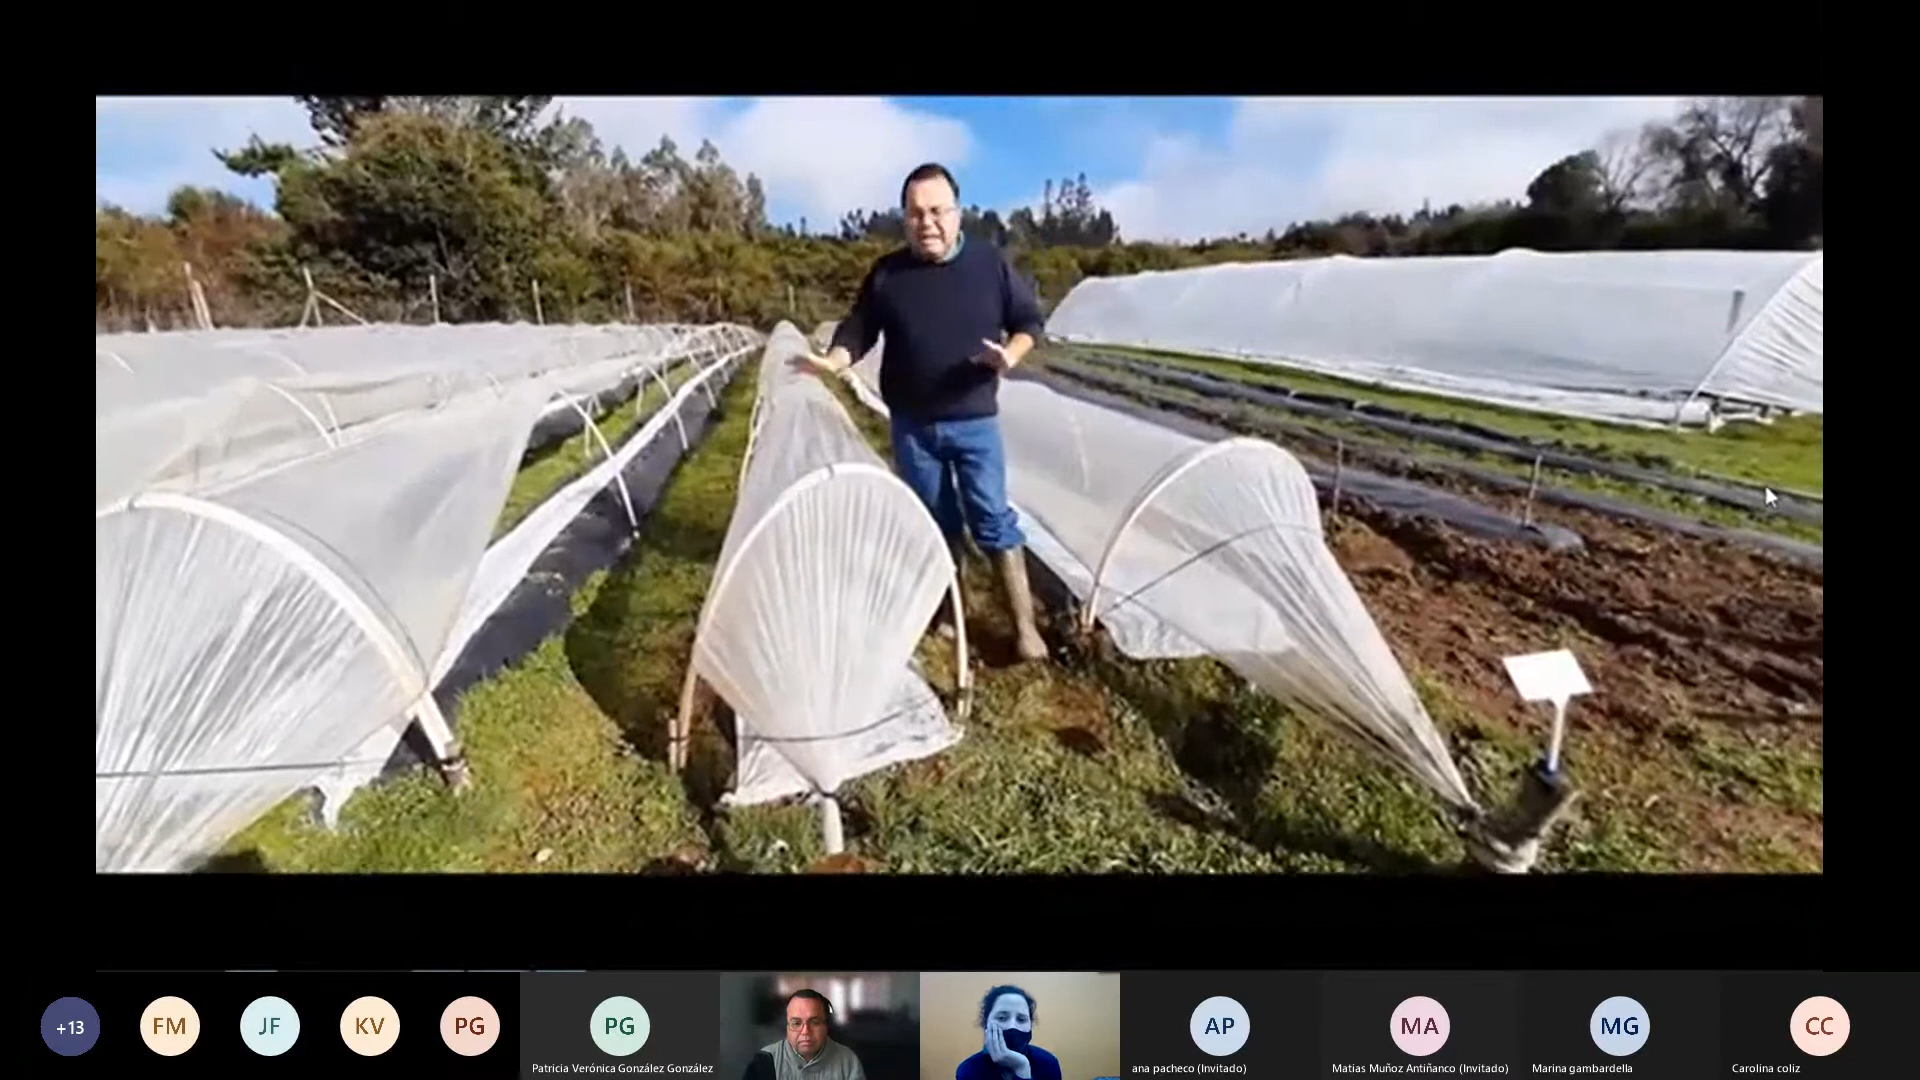 +13
FM
JF
KV
PG
PG
AP
MA
MG
CC
Patricia Verónica González González
ana pacheco (Invitado)
Matias Muñoz Antiñanco (Invitado)
Marina gambardella
Carolina coliz